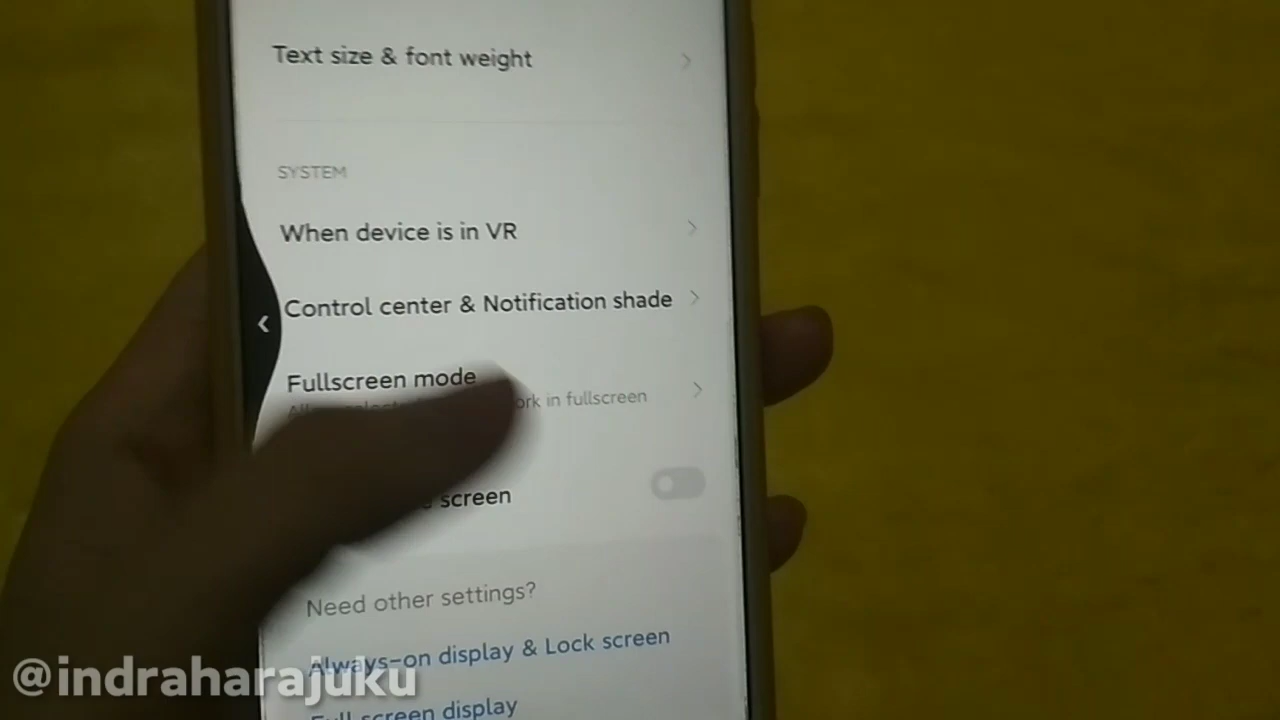 Text size & font weight
SYSTEM
When device is in VR
Control center & Notification shade
Fullscreen mode
in fullscreen
screen
Need other settings?
Always-on display & Lock screen
@indraharajuku
Full screen display